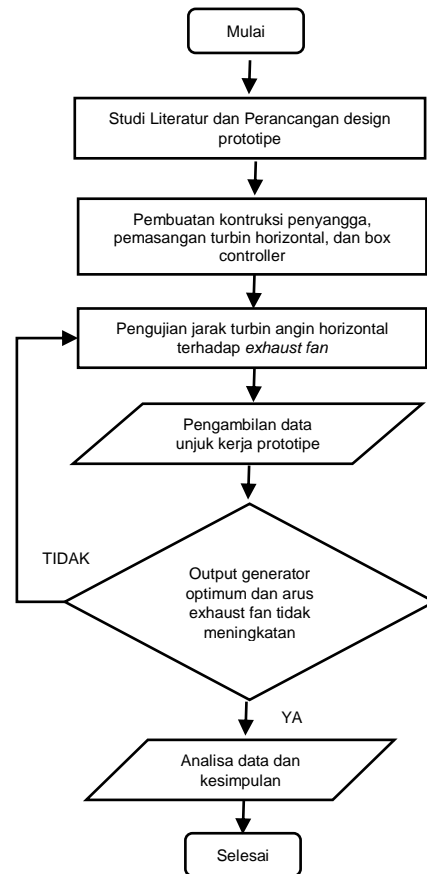 Mulai
Studi Literatur dan Perancangan design
prototipe
Pembuatan kontruksi penyangga,
pemasangan turbin horizontal, dan box
controller
Pengujian jarak turbin angin horizontal
terhadap exhaust fan
Pengambilan data
unjuk kerja prototipe
TIDAK
Output generator
optimum dan arus
exhaust fan tidak
meningkatan
YA
Analisa data dan
kesimpulan
Selesai